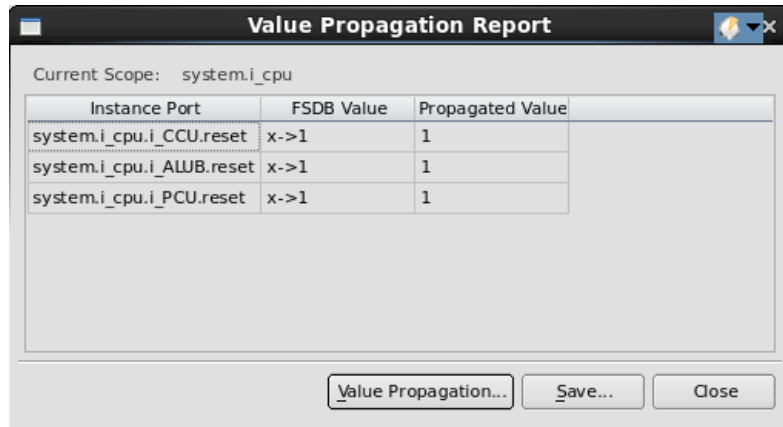 Value Propagation Report
Current Scope: system.i_cpu
Instance Port FSDB Value Propagated Value
system.i_cpu.i_CCU.reset x->1 1
system.i_cpu.i_ALUB.reset x->1 1
system.i_cpu.i_PCU.reset x->1 1
Value Propagation... Save... Close